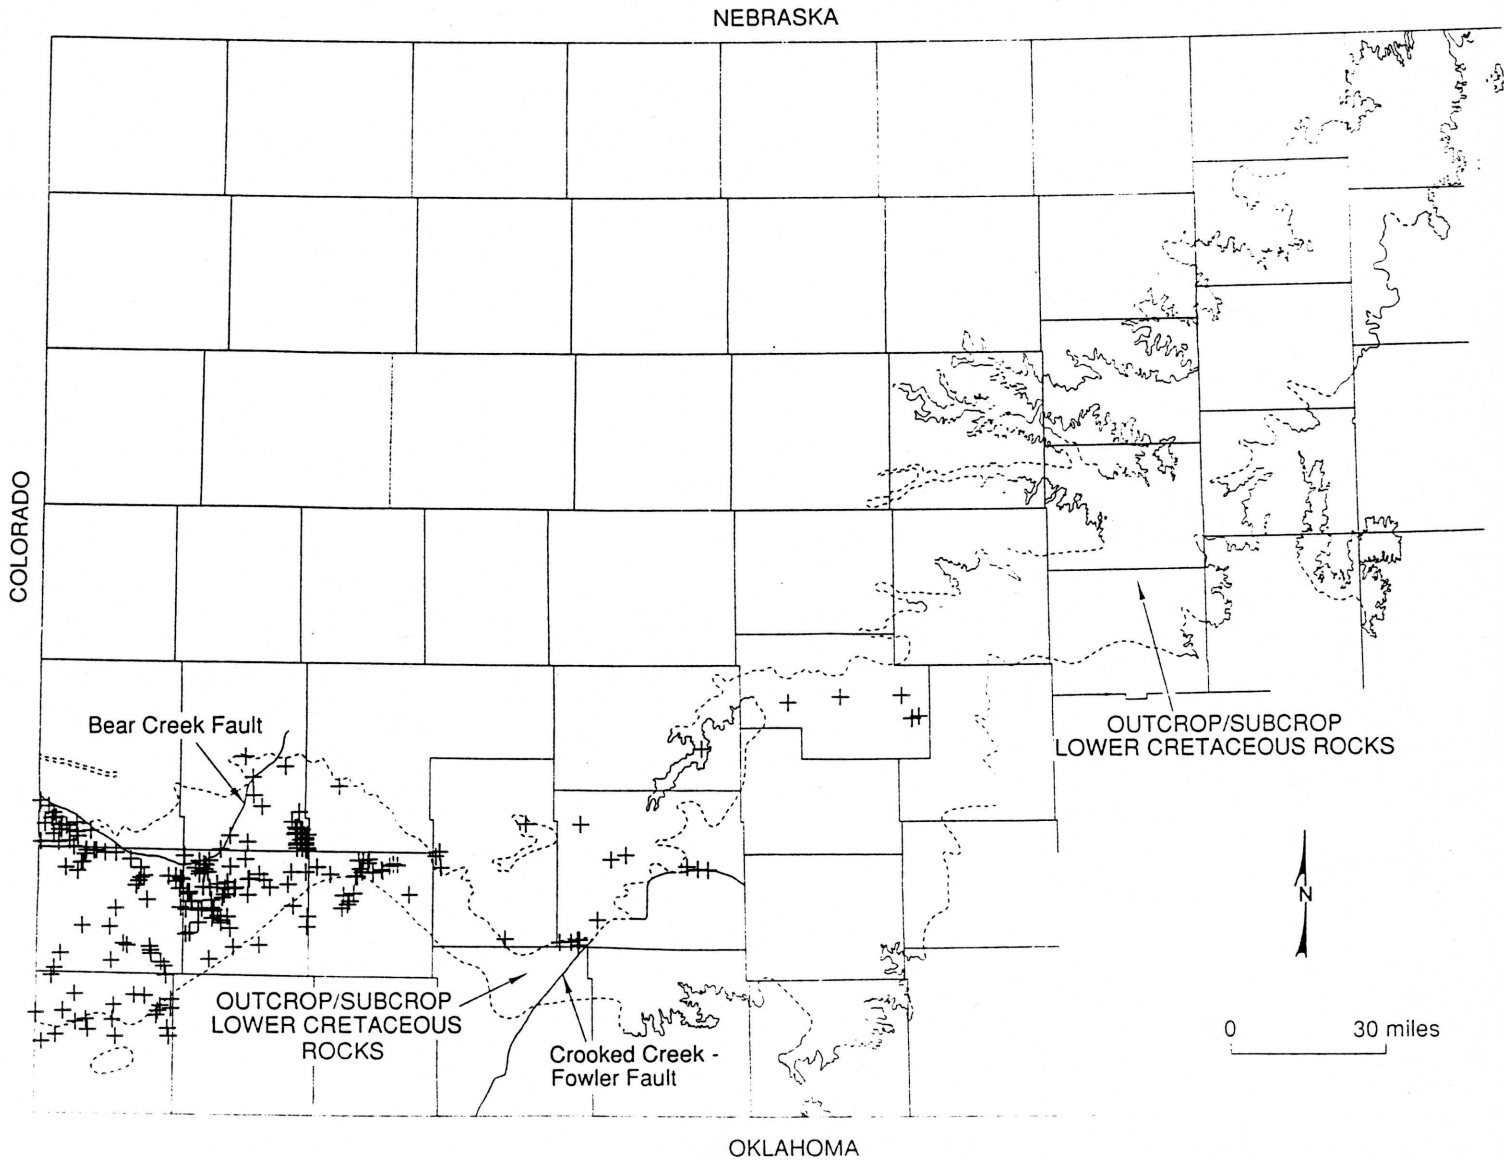 NEBRASKA
COLORADO
Bear Creek Fault
OUTCROP/SUBCROP
LOWER CRETACEOUS ROCKS
N
0 30 miles
OUTCROP/SUBCROP
LOWER CRETACEOUS
ROCKS
Crooked Creek -
Fowler Fault
OKLAHOMA